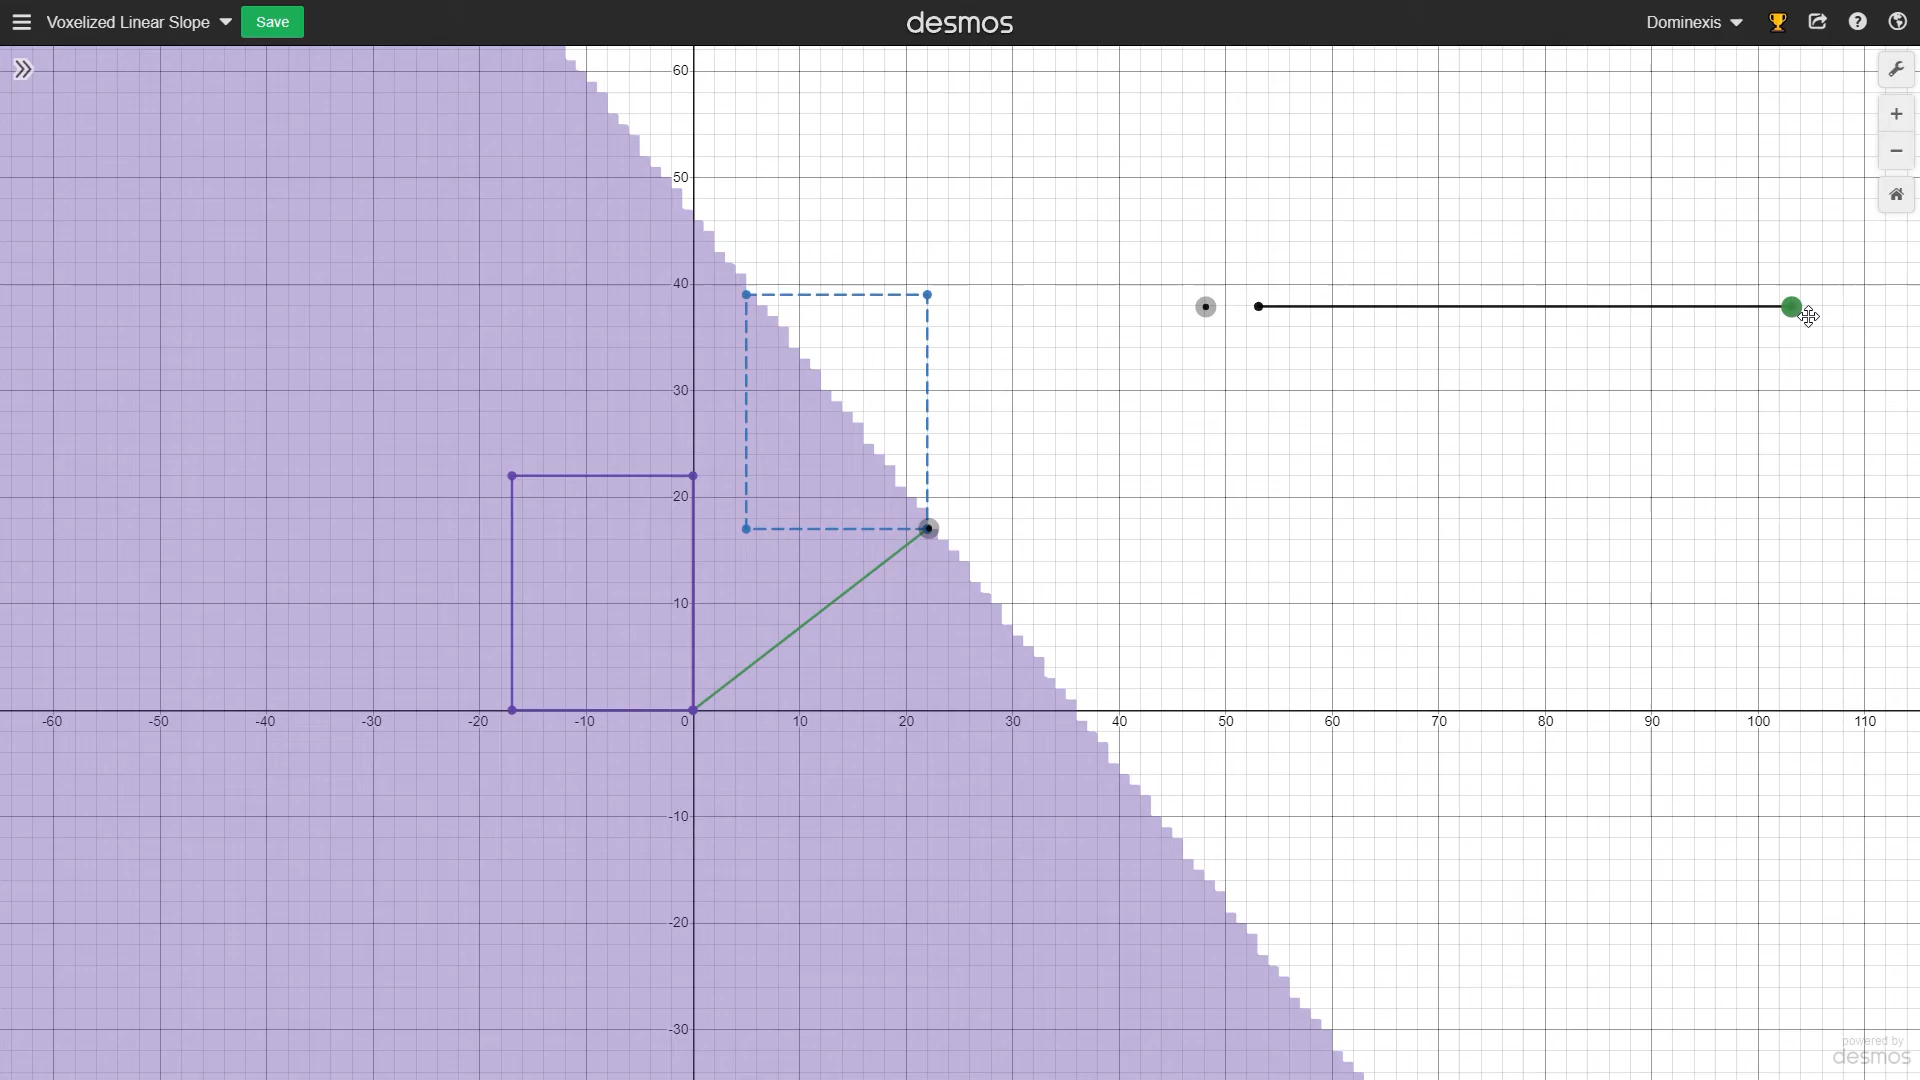 Voxelized Linear Slope
Save
desmos
Dominexis
60
50
40
30
20
10
-60 -50 -40 -30 -20 -10 0 10 20 30 40 50 60 70 80 90 100 110
-10
-20
-30
powered by
desmos